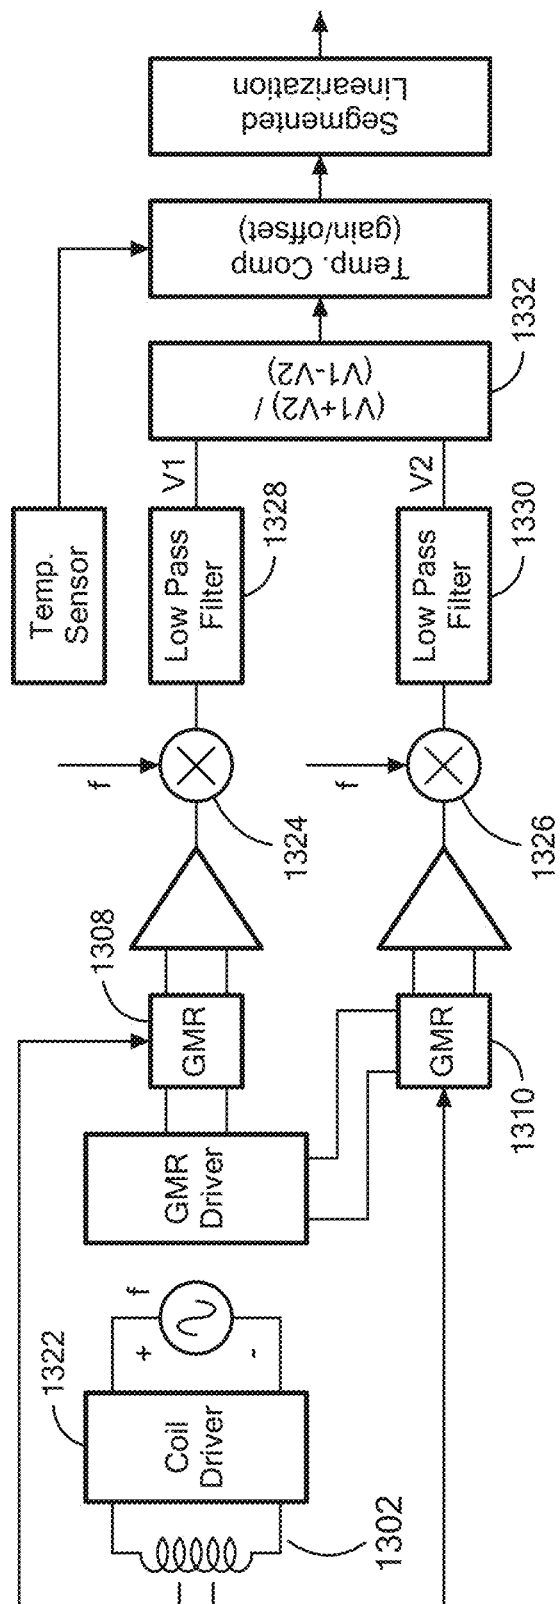 1302
Coil
Driver
1322
+
-
f
GMR
Driver
GMR
1308
GMR
1310
f
1324
f
1326
Temp.
Sensor
Low Pass
Filter
1328
Low Pass
Filter
1330
V1
V2
(V1+V2) /
(V1-V2)
1332
Temp. Comp
(gain/offset)
Segmented
Linearization